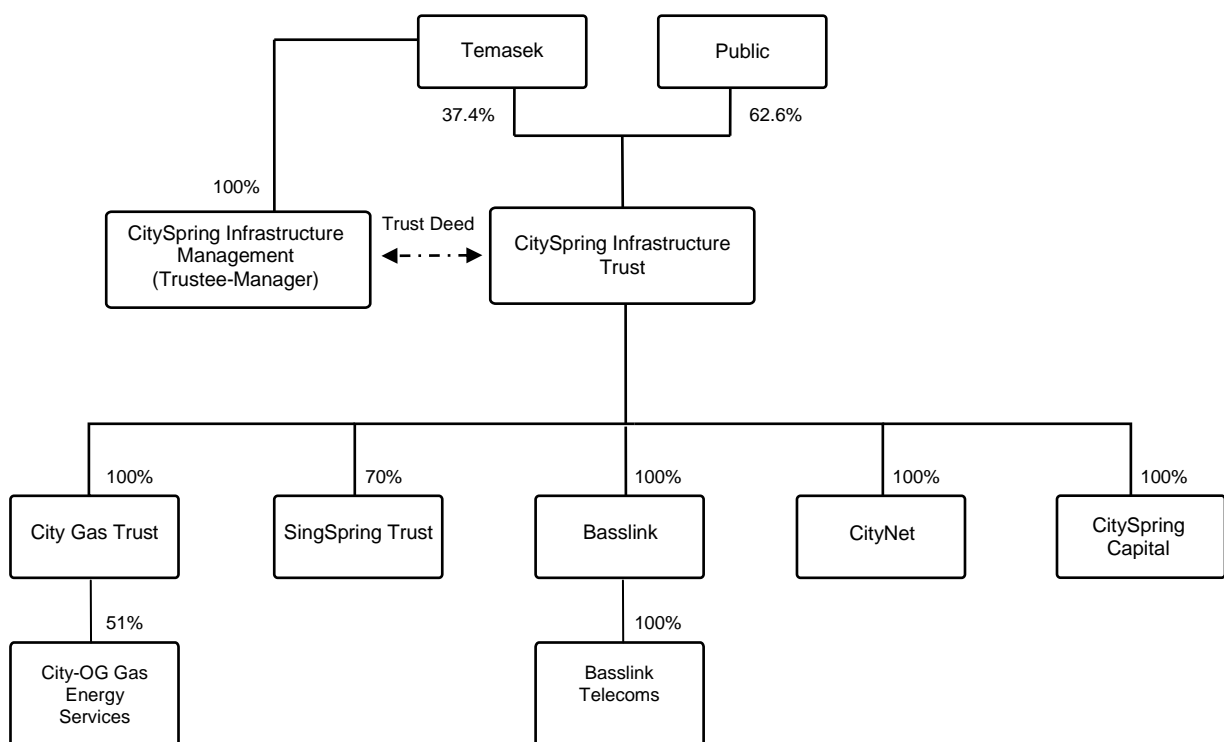 Temasek
Public
37.4%
62.6%
100%
CitySpring Infrastructure
Management
(Trustee-Manager)
Trust Deed
CitySpring Infrastructure
Trust
100%
70%
100%
100%
100%
City Gas Trust
SingSpring Trust
Basslink
CityNet
CitySpring
Capital
51%
100%
City-OG Gas
Energy
Services
Basslink
Telecoms